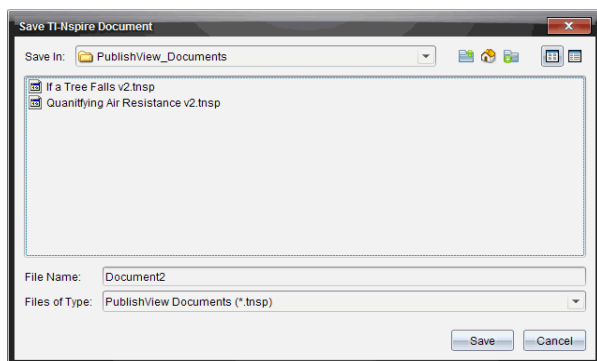 Save TI-Nspire Document
Save In: PublishView_Documents
If a Tree Falls v2.tnsp
Quanitfying Air Resistance v2.tnsp
File Name: Document2
Files of Type: PublishView Documents (*.tnsp)
Save Cancel